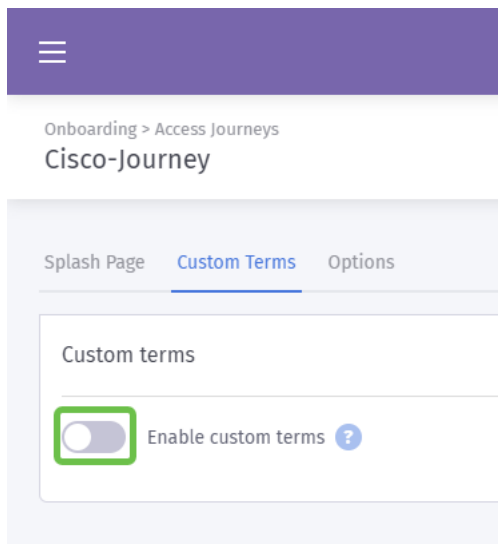 Onboarding > Access Journeys
Cisco-Journey
Splash Page Custom Terms Options
Custom terms
Enable custom terms ?